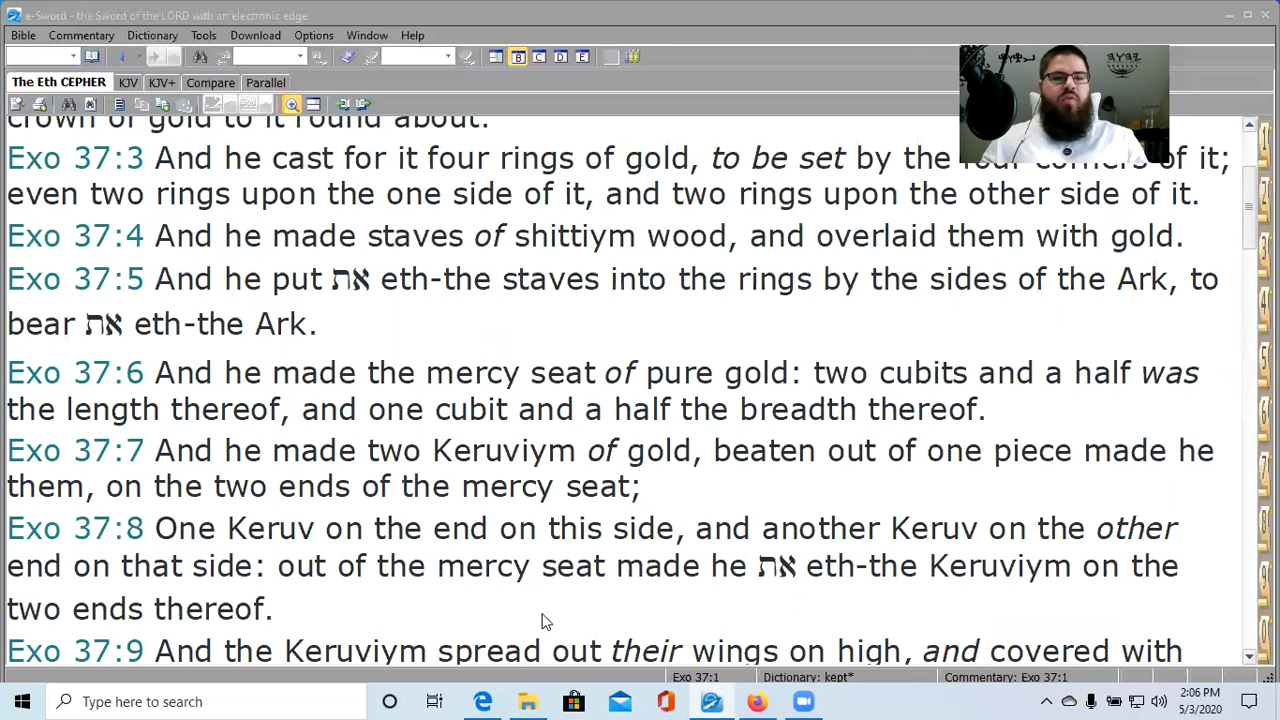 e-Sword - the Sword of the LORD with an electronic edge
Bible Commentary Dictionary Tools Download Options Window Help
B C D E
The Eth CEPHER KJV KJV+ Compare Parallel
crown of gold to it round about.
Exo 37:3 And he cast for it four rings of gold, to be set by the four corners of it;
even two rings upon the one side of it, and two rings upon the other side of it.
Exo 37:4 And he made staves of shittiym wood, and overlaid them with gold.
Exo 37:5 And he put את eth-the staves into the rings by the sides of the Ark, to
bear את eth-the Ark.
Exo 37:6 And he made the mercy seat of pure gold: two cubits and a half was
the length thereof, and one cubit and a half the breadth thereof.
Exo 37:7 And he made two Keruviym of gold, beaten out of one piece made he
them, on the two ends of the mercy seat;
Exo 37:8 One Keruv on the end on this side, and another Keruv on the other
end on that side: out of the mercy seat made he את eth-the Keruviym on the
two ends thereof.
Exo 37:9 And the Keruviym spread out their wings on high, and covered with
Exo 37:1 Dictionary: kept* Commentary: Exo 37:1
Type here to search
2:06 PM
5/3/2020